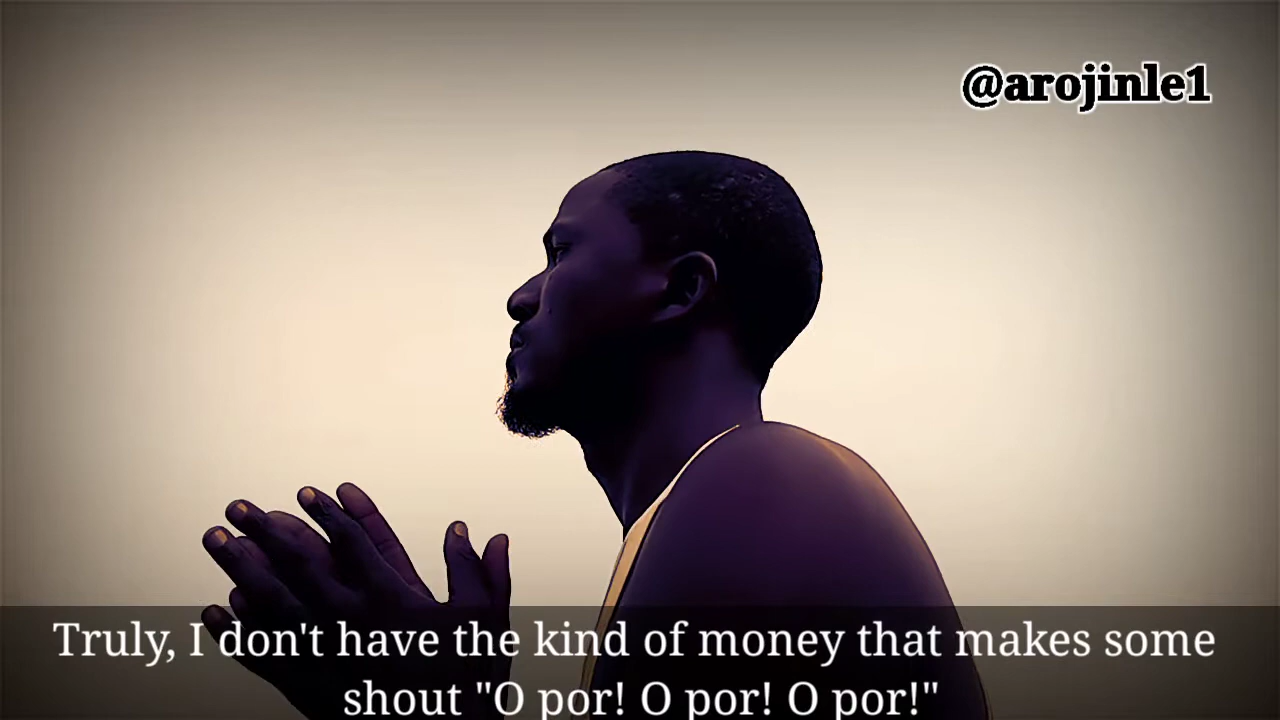 @arojinle1
Truly, I don't have the kind of money that makes some
shout "O por! O por! O por!"